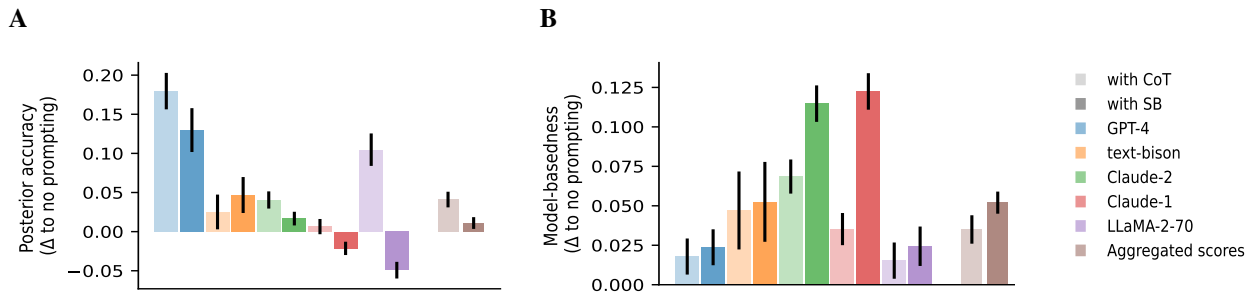 A
Posterior accuracy
(Δ to no prompting)
0.20
0.15
0.10
0.05
0.00
−0.05
B
Model-basedness
(Δ to no prompting)
0.125
0.100
0.075
0.050
0.025
0.000
with CoT
with SB
GPT-4
text-bison
Claude-2
Claude-1
LLaMA-2-70
Aggregated scores